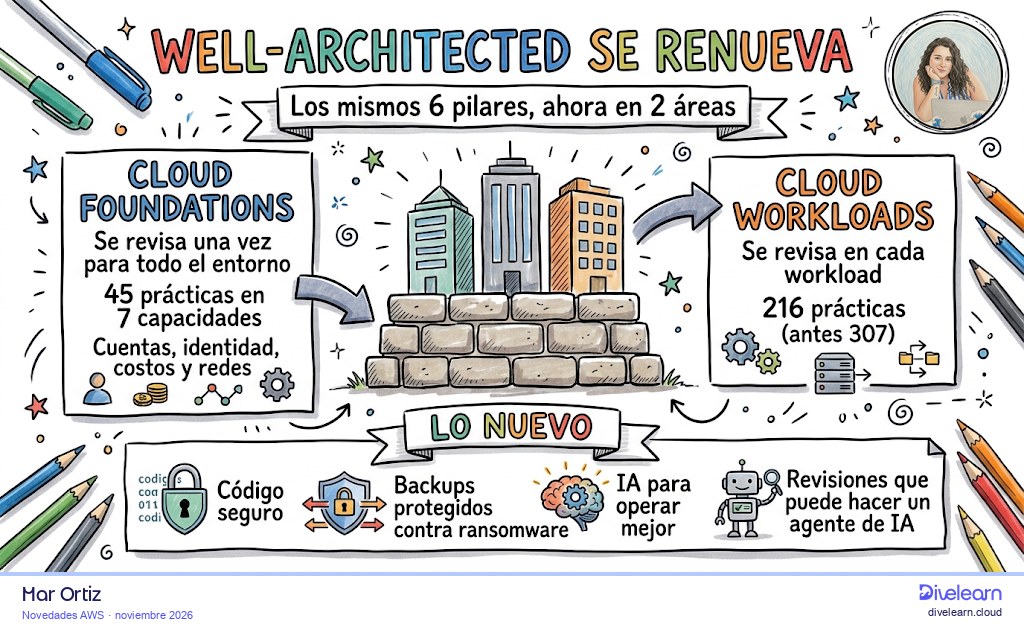 WELL-ARCHITECTED SE RENUEVA
Los mismos 6 pilares, ahora en 2 áreas
CLOUD
FOUNDATIONS
Se revisa una vez
para todo el entorno
45 prácticas en
7 capacidades
Cuentas, identidad,
costos y redes
CLOUD
WORKLOADS
Se revisa en cada
workload
216 prácticas
(antes 307)
LO NUEVO
Código
seguro
Backups
protegidos
contra ransomware
IA para
operar
mejor
Revisiones que
puede hacer un
agente de IA
Mar Ortiz
Novedades AWS · noviembre 2026
Divelearn
divelearn.cloud